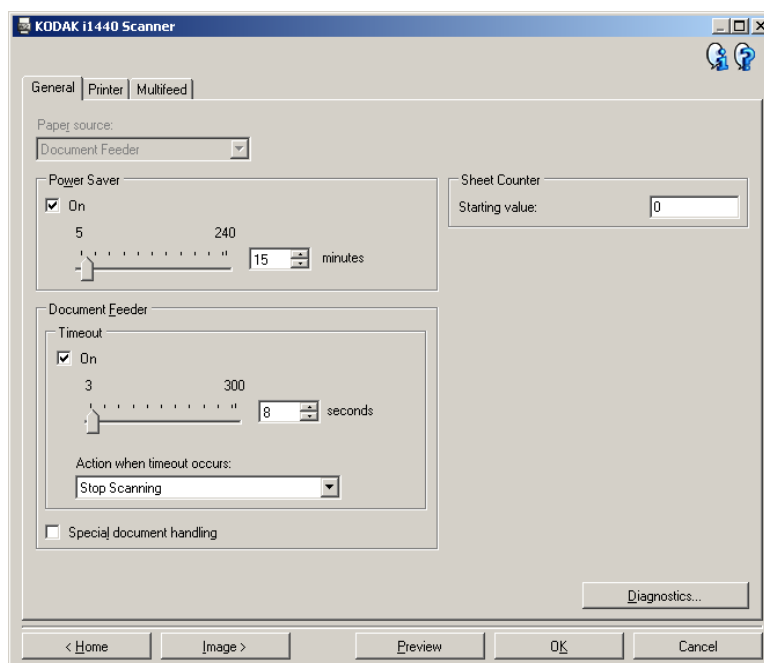 KODAK i1440 Scanner
General Printer Multifeed
Paper source:
Document Feeder
Power Saver
On
5 240
15 minutes
Sheet Counter
Starting value: 0
Document Feeder
Timeout
On
3 300
8 seconds
Action when timeout occurs:
Stop Scanning
Special document handling
Diagnostics...
< Home Image > Preview OK Cancel